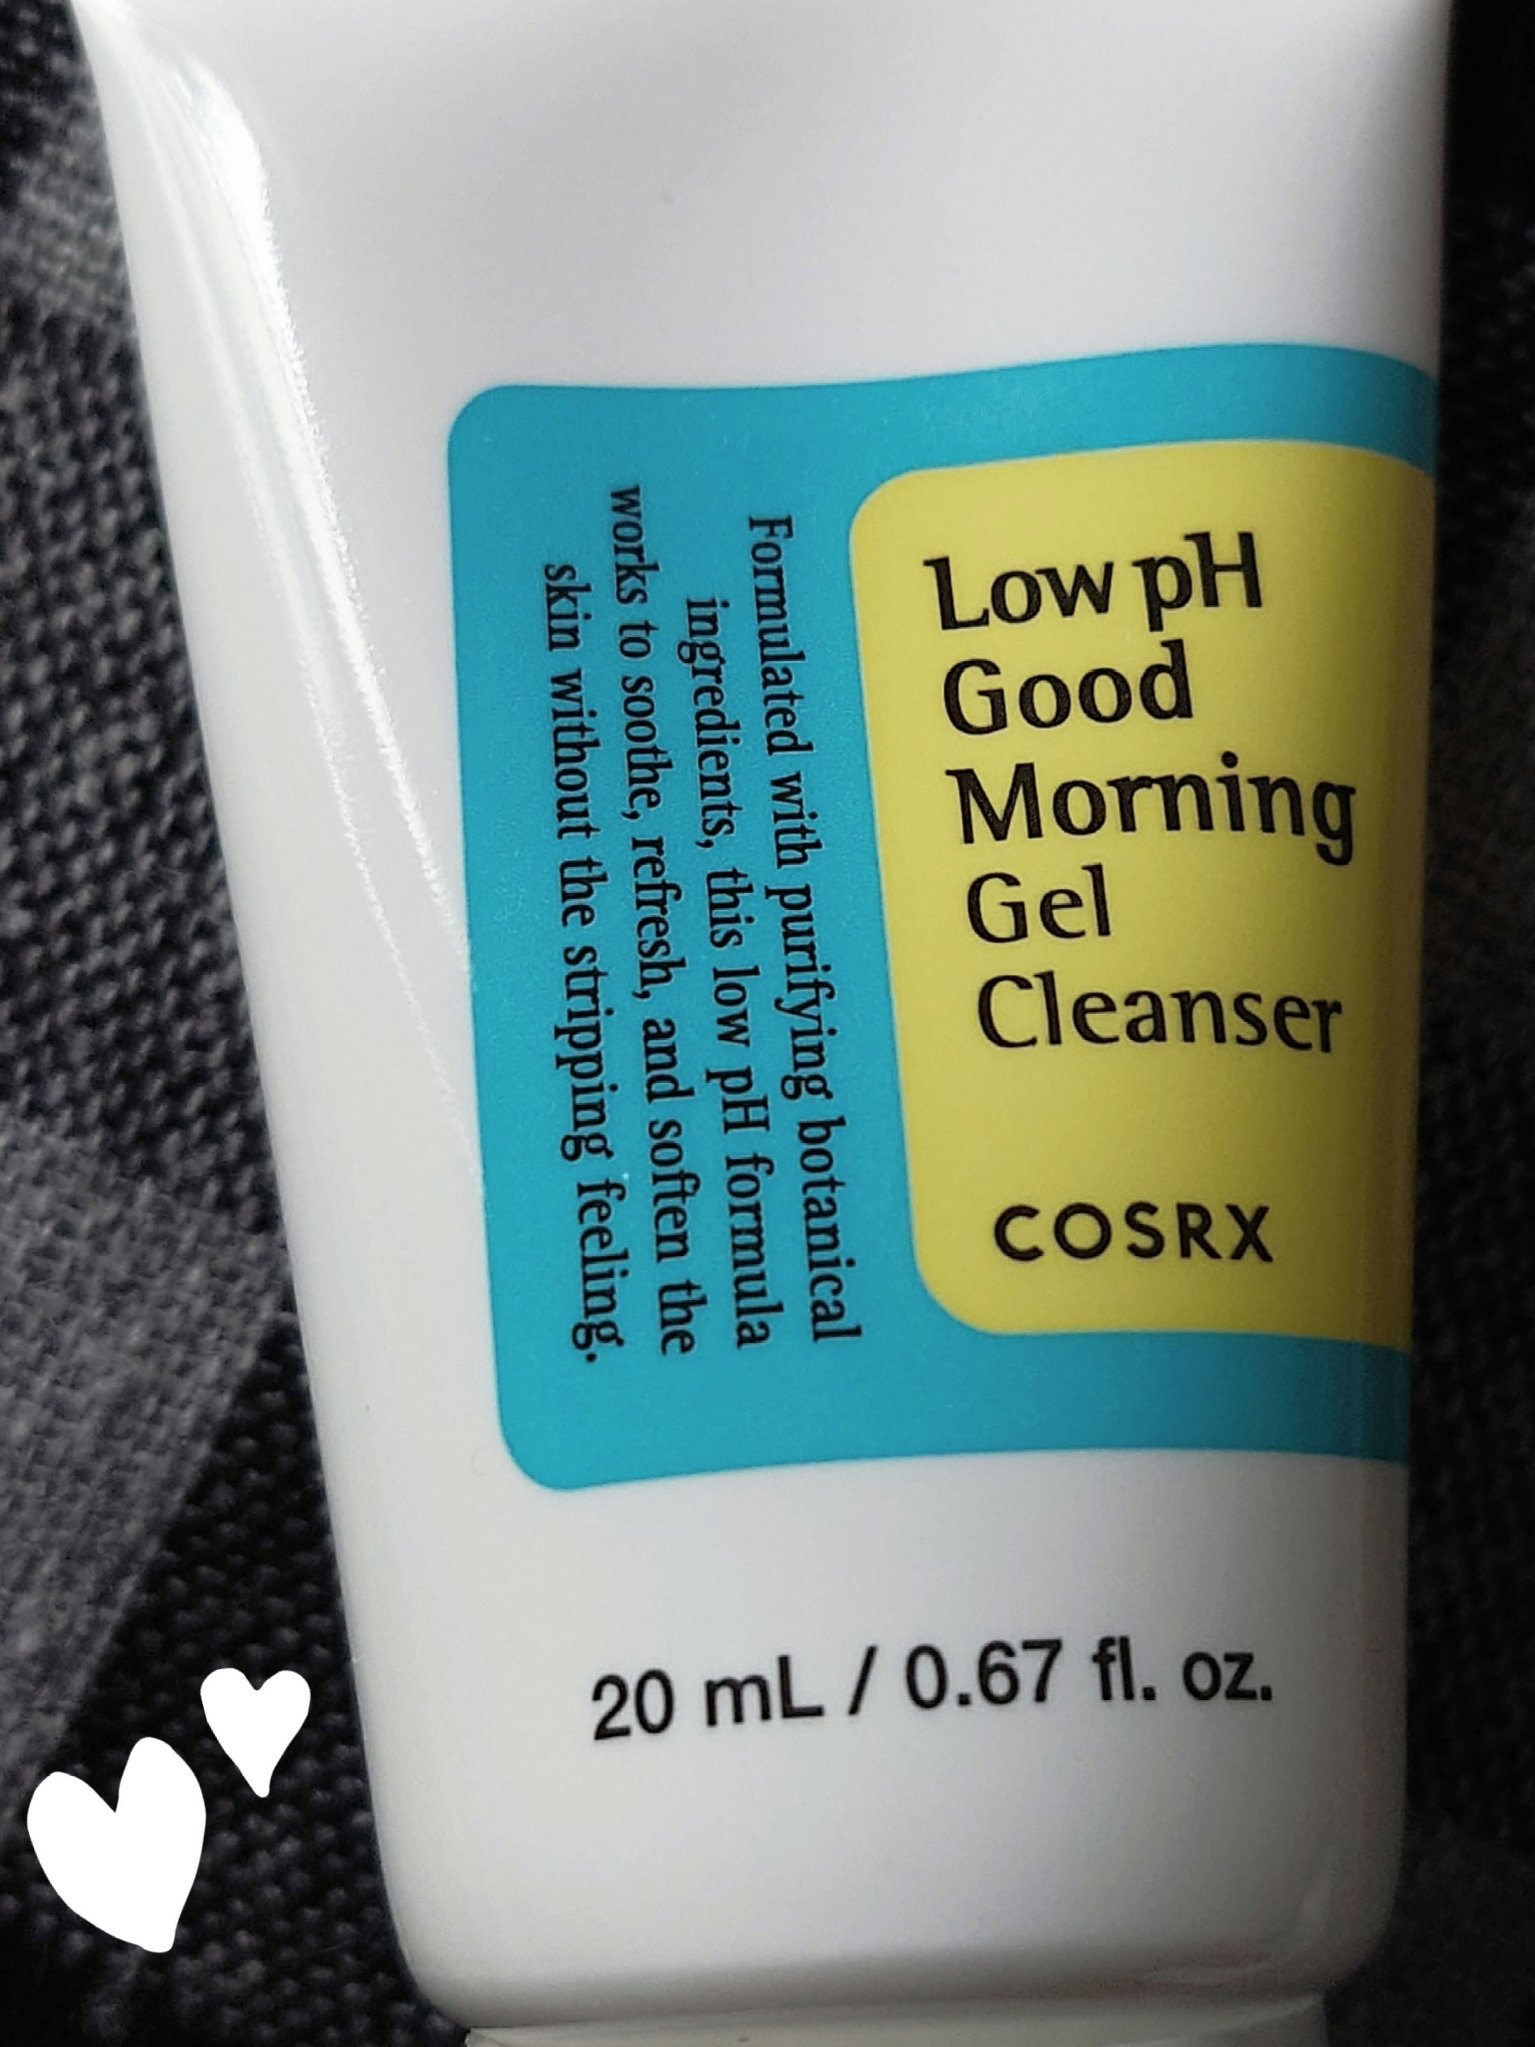 Low pH
Good
Morning
Gel
Cleanser
COSRX
Formulated with purifying botanical
ingredients, this low pH formula
works to soothe, refresh, and soften the
skin without the stripping feeling.
20 mL / 0.67 fl. oz.